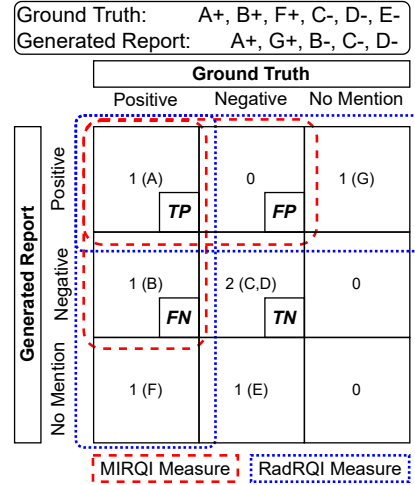 Ground Truth: A+, B+, F+, C-, D-, E-
Generated Report: A+, G+, B-, C-, D-
Ground Truth
Positive Negative No Mention
Generated Report
Positive
1 (A) 0 1 (G)
TP FP
Negative
1 (B) 2 (C,D) 0
FN TN
No Mention
1 (F) 1 (E) 0
MIRQI Measure RadRQI Measure